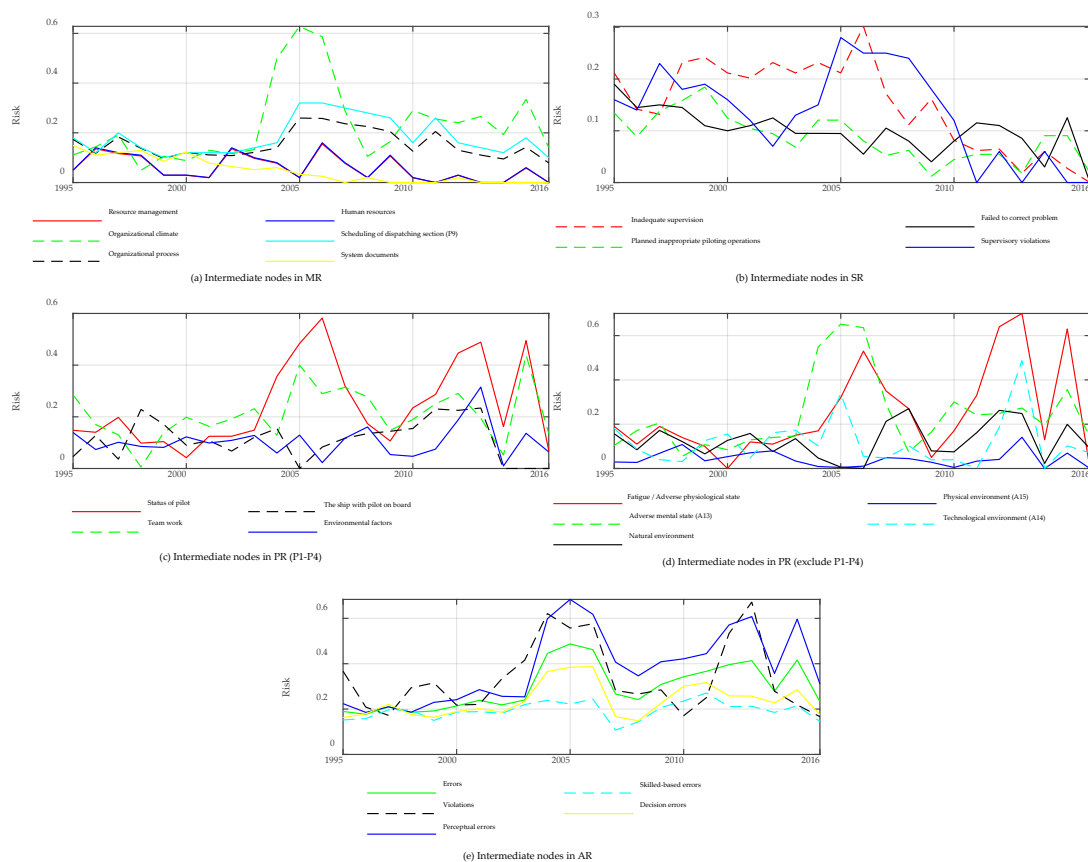 0.6
0.4
0.2
0
Risk
1995
2000
2005
2010
2016
Resource management
Human resources
Organizational climate
Scheduling of dispatching section (P9)
Organizational process
System documents
(a) Intermediate nodes in MR
0.3
0.2
0.1
0
Risk
1995
2000
2005
2010
2016
Inadequate supervision
Failed to correct problem
Planned inappropriate piloting operations
Supervisory violations
(b) Intermediate nodes in SR
0.6
0.4
0.2
0
Risk
1995
2000
2005
2010
2016
Status of pilot
The ship with pilot on board
Team work
Environmental factors
(c) Intermediate nodes in PR (P1-P4)
0.6
0.4
0.2
0
Risk
1995
2000
2005
2010
2016
Fatigue / Adverse physiological state
Physical environment (A15)
Adverse mental state (A13)
Technological environment (A14)
Natural environment
(d) Intermediate nodes in PR (exclude P1-P4)
0.6
0.4
0.2
0
Risk
1995
2000
2005
2010
2016
Errors
Skilled-based errors
Violations
Decision errors
Perceptual errors
(e) Intermediate nodes in AR